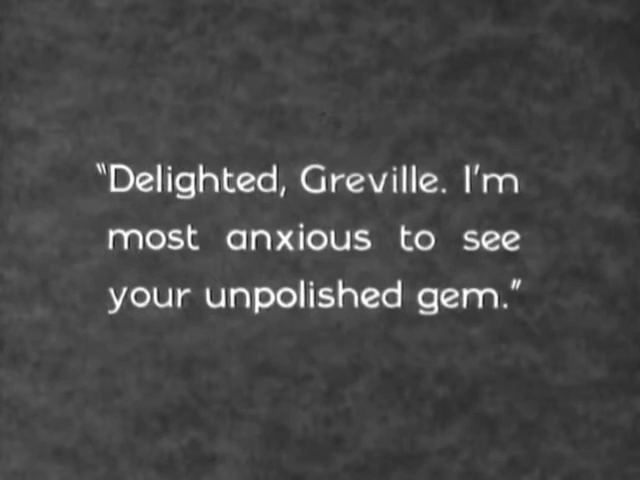 “Delighted, Greville. I'm
most anxious to see
your unpolished gem.”